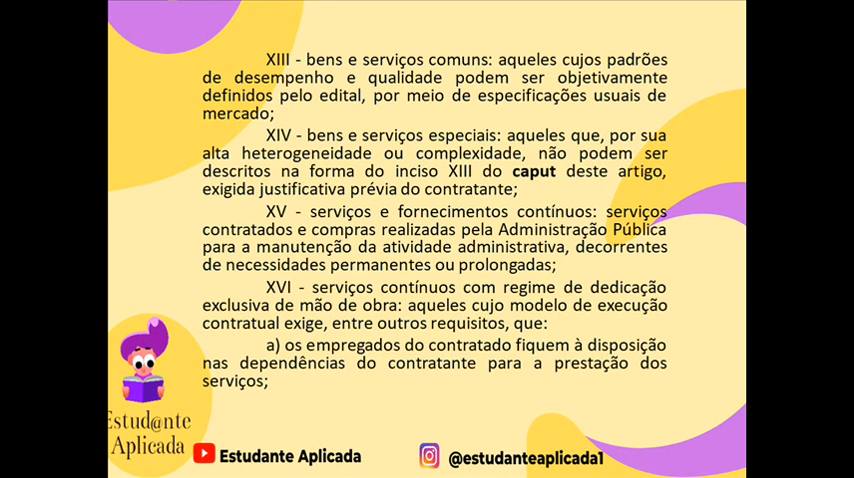 XIII - bens e serviços comuns: aqueles cujos padrões
de desempenho e qualidade podem ser objetivamente
definidos pelo edital, por meio de especificações usuais de
mercado;
XIV - bens e serviços especiais: aqueles que, por sua
alta heterogeneidade ou complexidade, não podem ser
descritos na forma do inciso XIII do caput deste artigo,
exigida justificativa prévia do contratante;
XV - serviços e fornecimentos contínuos: serviços
contratados e compras realizadas pela Administração Pública
para a manutenção da atividade administrativa, decorrentes
de necessidades permanentes ou prolongadas;
XVI - serviços contínuos com regime de dedicação
exclusiva de mão de obra: aqueles cujo modelo de execução
contratual exige, entre outros requisitos, que:
a) os empregados do contratado fiquem à disposição
nas dependências do contratante para a prestação dos
serviços;
Estud@nte
Aplicada
Estudante Aplicada
@estudanteaplicada1